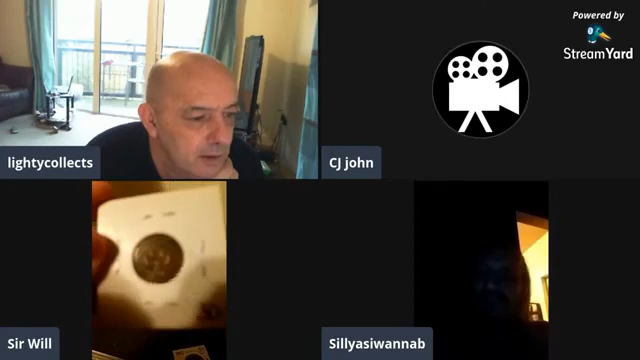 Powered by
StreamYard
lightycollects
CJ john
Sir Will
Sillyasiwannab